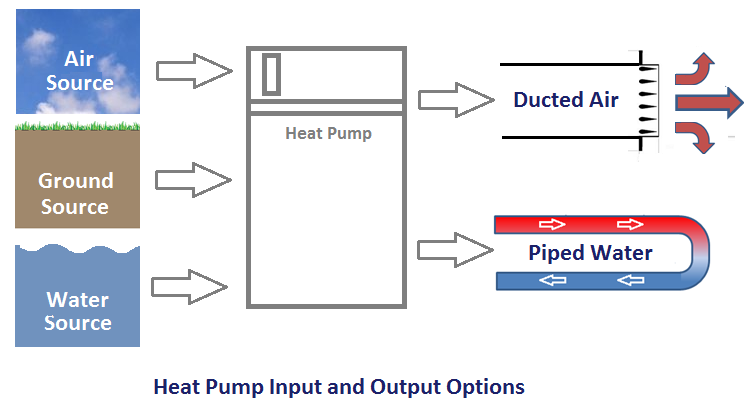 Air
Source
Ground
Source
Water
Source
Heat Pump
Ducted Air
Piped Water
Heat Pump Input and Output Options